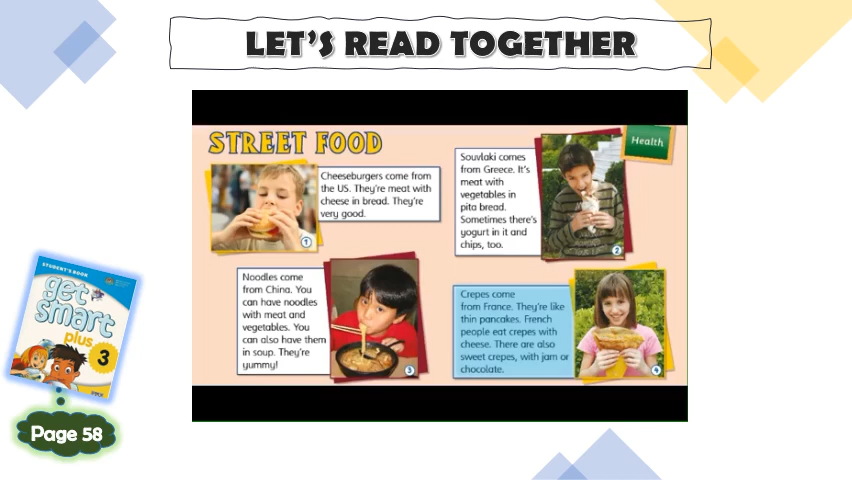 LET'S READ TOGETHER
STREET FOOD
Health
Cheeseburgers come from
the US. They're meat with
cheese in bread. They're
very good.
1
Souvlaki comes
from Greece. It's
meat with
vegetables in
pita bread.
Sometimes there's
yogurt in it and
chips, too.
2
Noodles come
from China. You
can have noodles
with meat and
vegetables. You
can also have them
in soup. They're
yummy!
3
Crepes come
from France. They're like
thin pancakes. French
people eat crepes with
cheese. There are also
sweet crepes, with jam or
chocolate.
4
STUDENT'S BOOK
get
smart
plus 3
Page 58